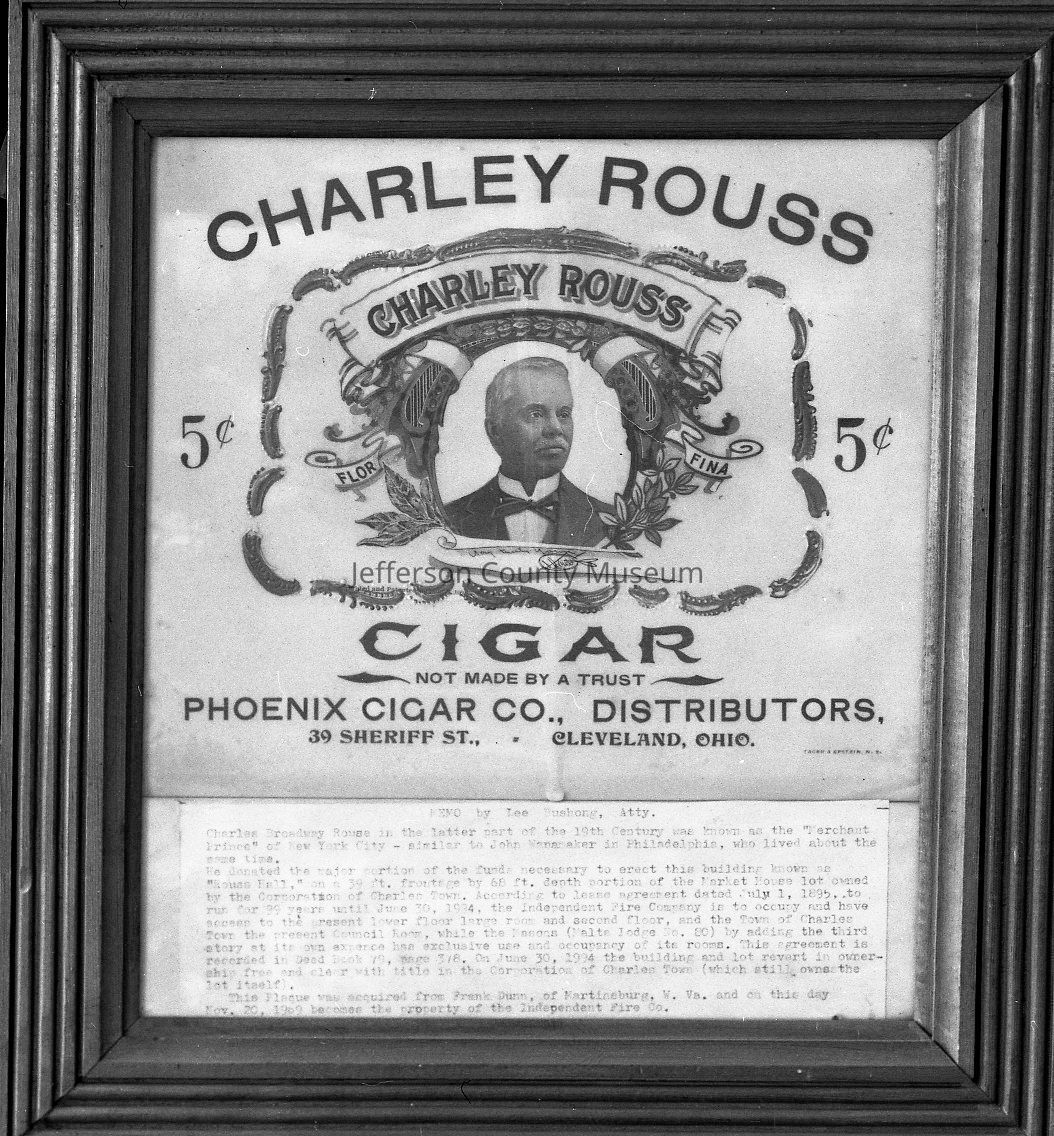 CHARLEY ROUSS
CHARLEY ROUSS
5¢
5¢
FLOR
FINA
Jefferson County Museum
CIGAR
NOT MADE BY A TRUST
PHOENIX CIGAR CO., DISTRIBUTORS,
39 SHERIFF ST., - CLEVELAND, OHIO.
MEMO by Lee Bushong, Atty.
Charles Broadway Rouse in the latter part of the 19th Century was known as the "Merchant
Prince" of New York City - similar to John Wanamaker in Philadelphia, who lived about the
same time.
He donated the major portion of the funds necessary to erect this building known as
"Rouss Hall," on a 39 ft. frontage by 68 ft. depth portion of the Market House lot owned
by the Corporation of Charles Town. According to lease agreement dated July 1, 1895, to
run for 99 years until June 30, 1994, the Independent Fire Company is to occupy and have
access to the present lower floor large room and second floor, and the Town of Charles
Town the present Council Room, while the Masons (Malta Lodge No. 80) by adding the third
story at its own expence has exclusive use and occupancy of its rooms. This agreement is
recorded in Deed Book 79, page 378. On June 30, 1994 the building and lot revert in owner-
ship free and clear with title in the Corporation of Charles Town (which still owns the
lot itself).
This Plaque was acquired from Frank Dunn, of Martinsburg, W. Va. and on this day
Nov. 20, 1969 becomes the property of the Independent Fire Co.